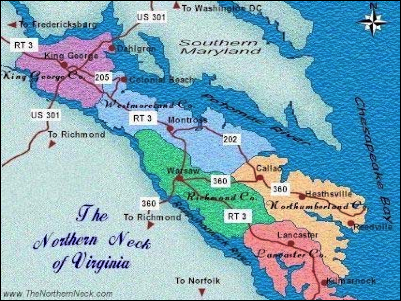 To Fredericksburg
US 301
To Washington DC
RT 3
Dahlgren
Southern
Maryland
King George
King George Co.
205
Colonial Beach
Westmoreland Co.
Potomac River
Chesapeake Bay
US 301
To Richmond
RT 3
Montross
202
Warsaw
Callao
360
360
Richmond Co.
Heathsville
Northumberland Co.
Reedville
RT 3
360
To Richmond
Rappahannock River
Lancaster
Lancaster Co.
Kilmarnock
To Norfolk
The
Northern Neck
of Virginia
www.TheNorthernNeck.com